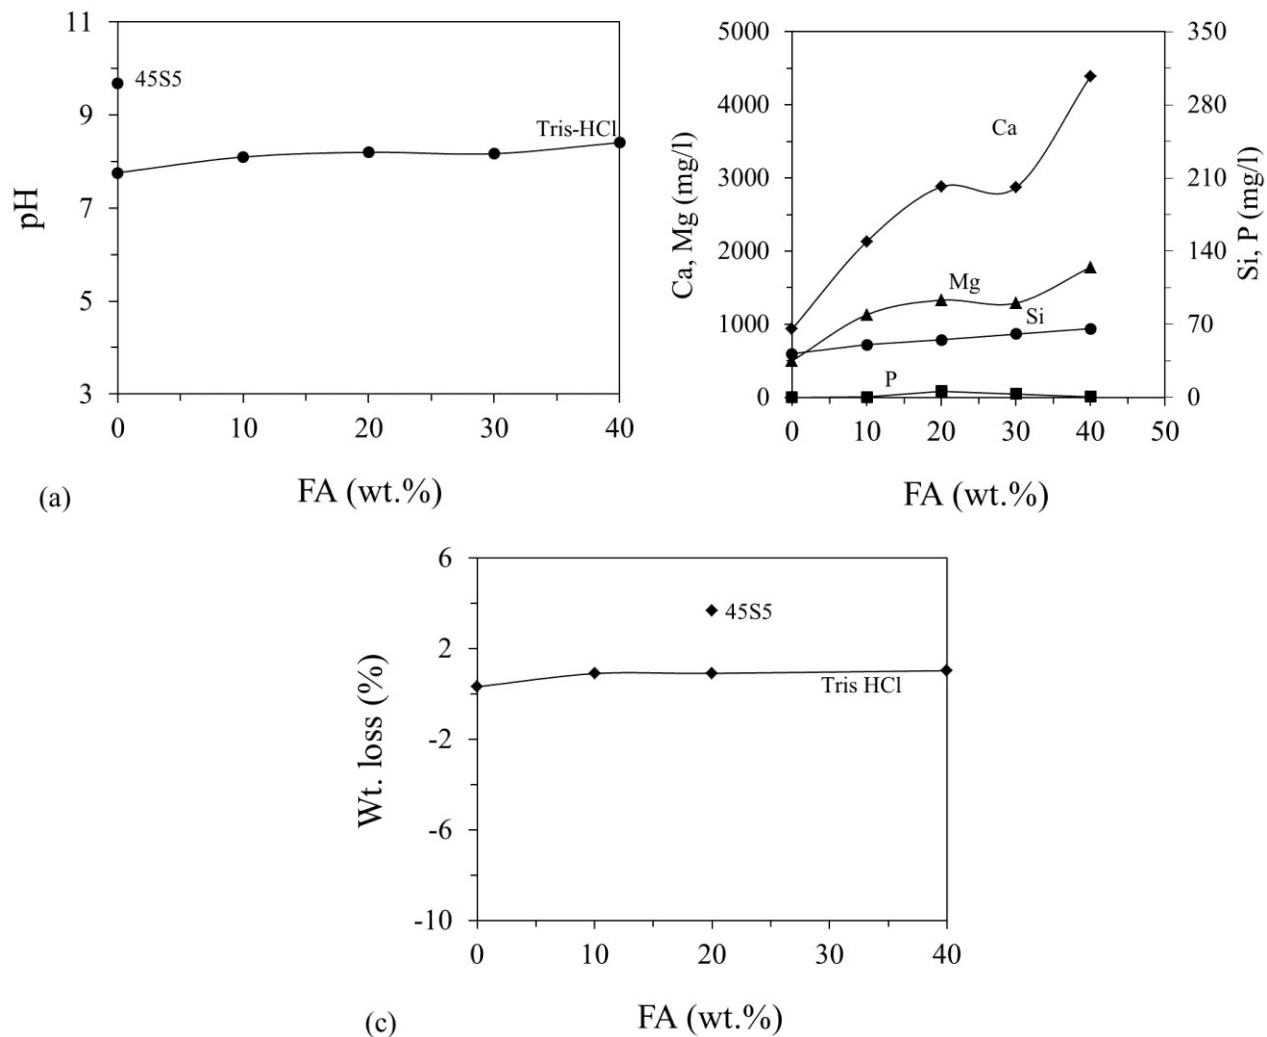 11
9
7
5
3
pH
45S5
Tris-HCl
0 10 20 30 40
FA (wt.%)
(a)
5000
4000
3000
2000
1000
0
Ca, Mg (mg/l)
Ca
Mg
Si
P
350
280
210
140
70
0
Si, P (mg/l)
0 10 20 30 40 50
FA (wt.%)
6
2
-2
-6
-10
Wt. loss (%)
45S5
Tris HCl
0 10 20 30 40
FA (wt.%)
(c)